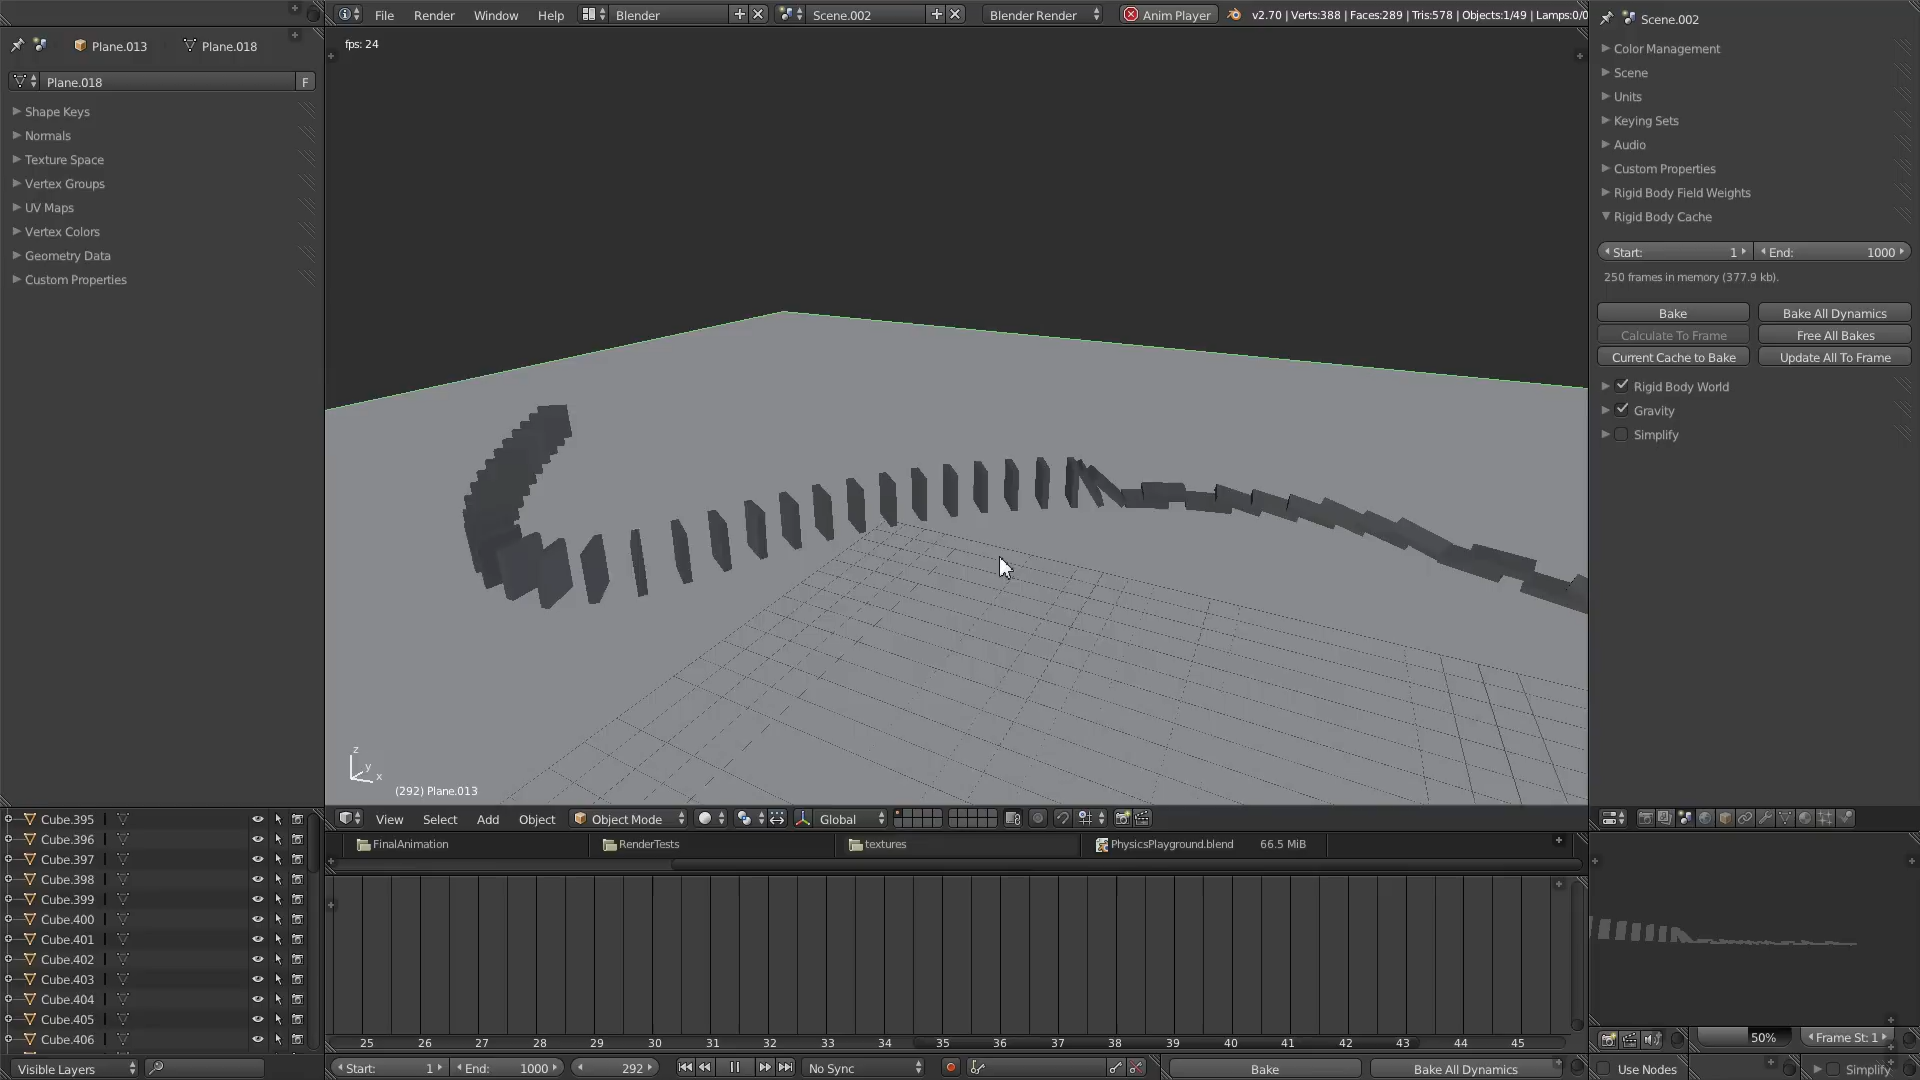 File Render Window Help Blender Scene.002 Blender Render Anim Player v2.70 | Verts:388 | Faces:289 | Tris:578 | Objects:1/49 | Lamps:0/0
Plane.013 Plane.018
Plane.018 F
Shape Keys
Normals
Texture Space
Vertex Groups
UV Maps
Vertex Colors
Geometry Data
Custom Properties
fps: 24
z
y
x
(292) Plane.013
Scene.002
Color Management
Scene
Units
Keying Sets
Audio
Custom Properties
Rigid Body Field Weights
Rigid Body Cache
Start: 1 End: 1000
250 frames in memory (377.9 kb).
Bake Bake All Dynamics
Calculate To Frame Free All Bakes
Current Cache to Bake Update All To Frame
Rigid Body World
Gravity
Simplify
View Select Add Object Object Mode Global
FinalAnimation RenderTests textures PhysicsPlayground.blend 66.5 MiB
Cube.395
Cube.396
Cube.397
Cube.398
Cube.399
Cube.400
Cube.401
Cube.402
Cube.403
Cube.404
Cube.405
Cube.406
Visible Layers
25 26 27 28 29 30 31 32 33 34 35 36 37 38 39 40 41 42 43 44 45
Start: 1 End: 1000 292 No Sync Bake Bake All Dynamics
50% Frame St: 1
Use Nodes Simplify